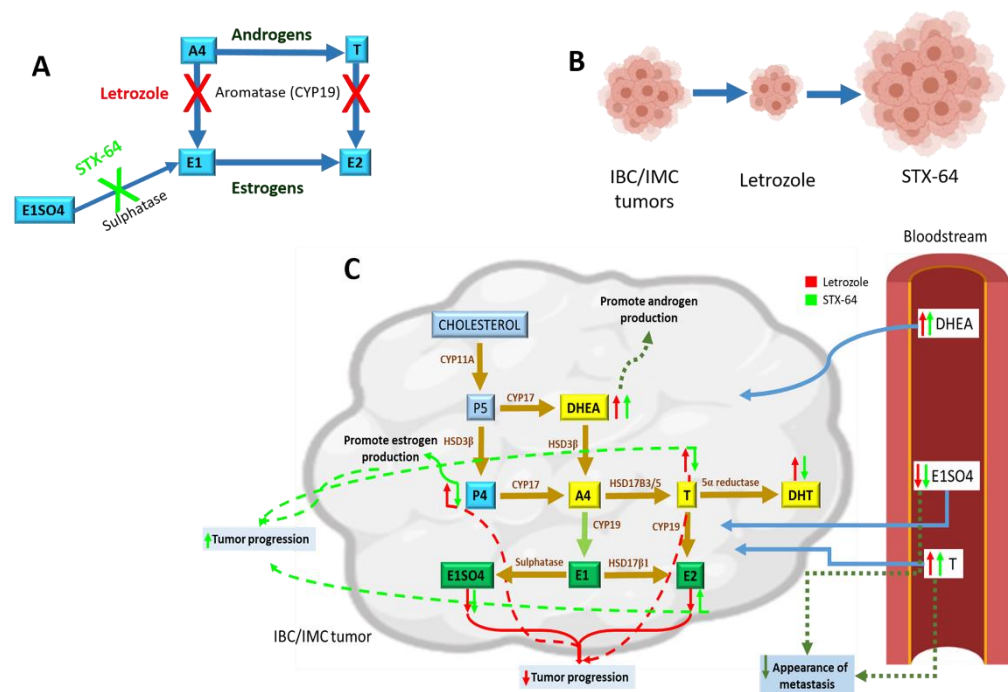 A
A4
Androgens
T
Letrozole
Aromatase (CYP19)
STX-64
E1
E2
Estrogens
Sulphatase
E1SO4
B
IBC/IMC
tumors
Letrozole
STX-64
C
Bloodstream
Letrozole
STX-64
Promote androgen
production
CHOLESTEROL
CYP11A
P5
CYP17
DHEA
DHEA
HSD3β
HSD3β
Promote estrogen
production
P4
CYP17
A4
HSD17B3/5
T
5α reductase
DHT
E1SO4
CYP19
CYP19
Tumor progression
E1SO4
Sulphatase
E1
HSD17β1
E2
T
IBC/IMC tumor
Tumor progression
Appearance of
metastasis